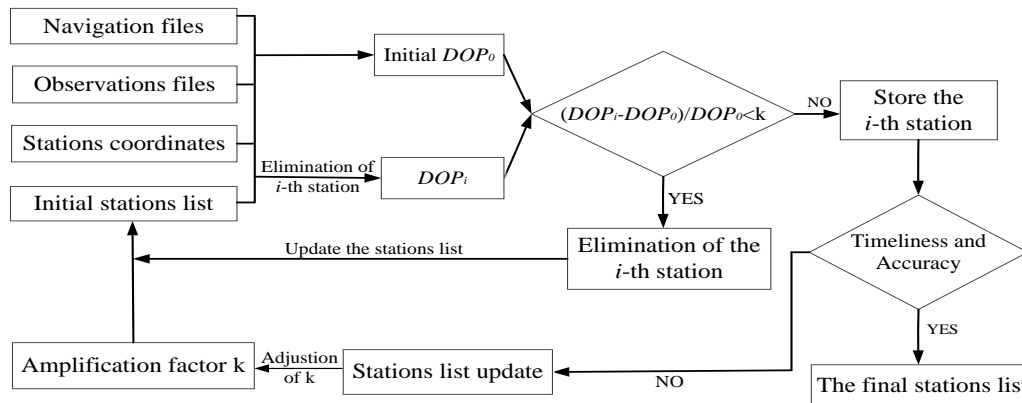 Navigation files
Observations files
Stations coordinates
Initial stations list
Initial DOP₀
Elimination of
i-th station
DOPᵢ
(DOPᵢ-DOP₀)/DOP₀<k
NO
Store the
i-th station
YES
Elimination of the
i-th station
Update the stations list
Timeliness and
Accuracy
YES
The final stations list
NO
Stations list update
Adjustion
of k
Amplification factor k